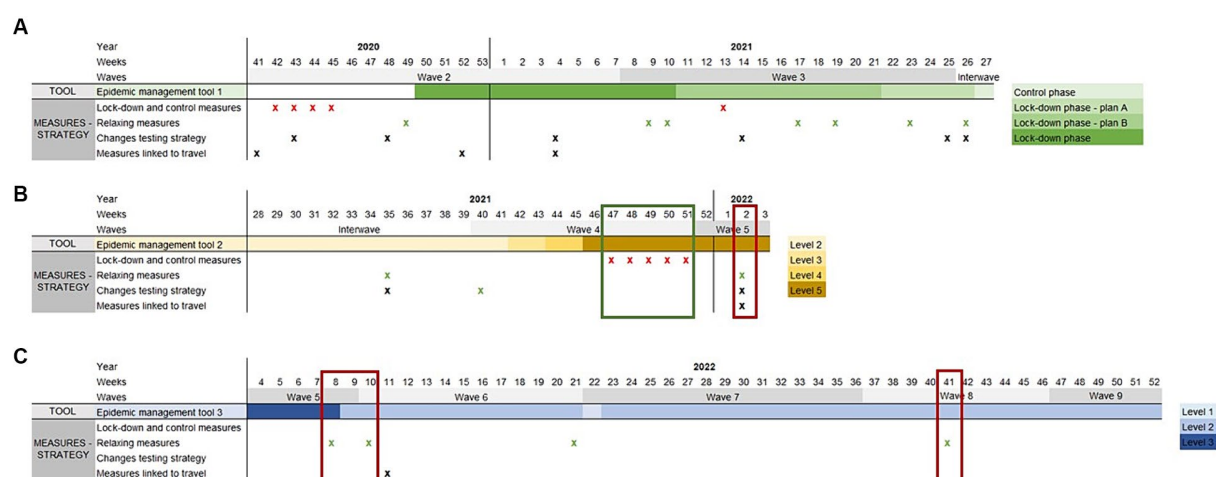 A
Year 2020 2021
Weeks 41 42 43 44 45 46 47 48 49 50 51 52 53 1 2 3 4 5 6 7 8 9 10 11 12 13 14 15 16 17 18 19 20 21 22 23 24 25 26 27
Waves Wave 2 Wave 3 Interwave
TOOL Epidemic management tool 1 Control phase
Lock-down and control measures x x x x x Lock-down phase - plan A
MEASURES - Relaxing measures x x x x x x x Lock-down phase - plan B
STRATEGY Changes testing strategy x x x x x x Lock-down phase
Measures linked to travel x x x
B
Year 2021 2022
Weeks 28 29 30 31 32 33 34 35 36 37 38 39 40 41 42 43 44 45 46 47 48 49 50 51 52 1 2 3
Waves Interwave Wave 4 Wave 5
TOOL Epidemic management tool 2 Level 2
Lock-down and control measures x x x x x Level 3
MEASURES - Relaxing measures x x Level 4
STRATEGY Changes testing strategy x x x Level 5
Measures linked to travel x
C
Year 2022
Weeks 4 5 6 7 8 9 10 11 12 13 14 15 16 17 18 19 20 21 22 23 24 25 26 27 28 29 30 31 32 33 34 35 36 37 38 39 40 41 42 43 44 45 46 47 48 49 50 51 52
Waves Wave 5 Wave 6 Wave 7 Wave 8 Wave 9
TOOL Epidemic management tool 3 Level 1
Lock-down and control measures Level 2
MEASURES - Relaxing measures x x x x Level 3
STRATEGY Changes testing strategy
Measures linked to travel x